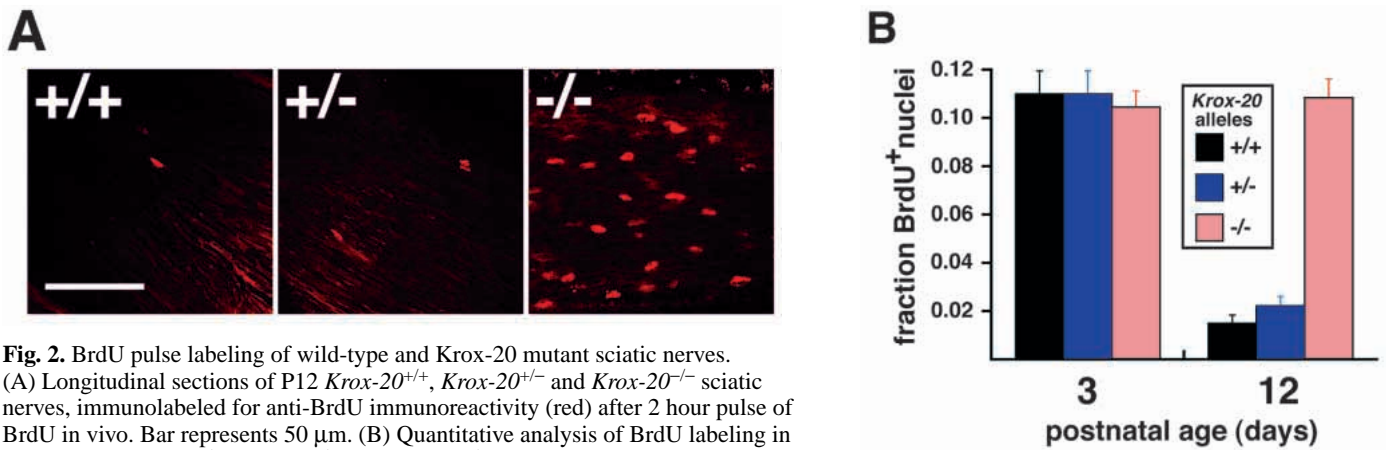 A
+/+
+/-
-/-
Fig. 2. BrdU pulse labeling of wild-type and Krox-20 mutant sciatic nerves.
(A) Longitudinal sections of P12 Krox-20+/+, Krox-20+/– and Krox-20–/– sciatic
nerves, immunolabeled for anti-BrdU immunoreactivity (red) after 2 hour pulse of
BrdU in vivo. Bar represents 50 μm. (B) Quantitative analysis of BrdU labeling in
B
fraction BrdU+nuclei
0.12
0.10
0.08
0.06
0.04
0.02
Krox-20
alleles
+/+
+/-
-/-
3
12
postnatal age (days)